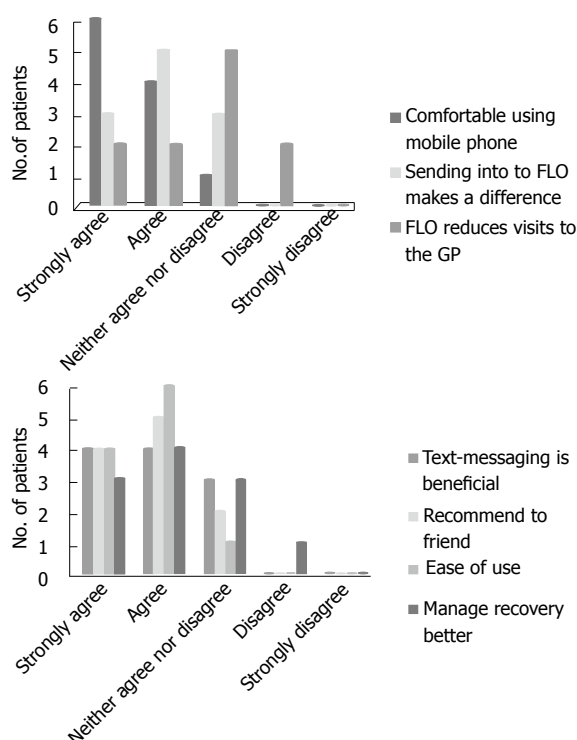 6
5
4
3
2
1
0
No.of patients
Strongly agree
Agree
Neither agree nor disagree
Disagree
Strongly disagree
Comfortable using
mobile phone
Sending into to FLO
makes a difference
FLO reduces visits to
the GP
6
5
4
3
2
1
0
No. of patients
Strongly agree
Agree
Neither agree nor disagree
Disagree
Strongly disagree
Text-messaging is
beneficial
Recommend to
friend
Ease of use
Manage recovery
better